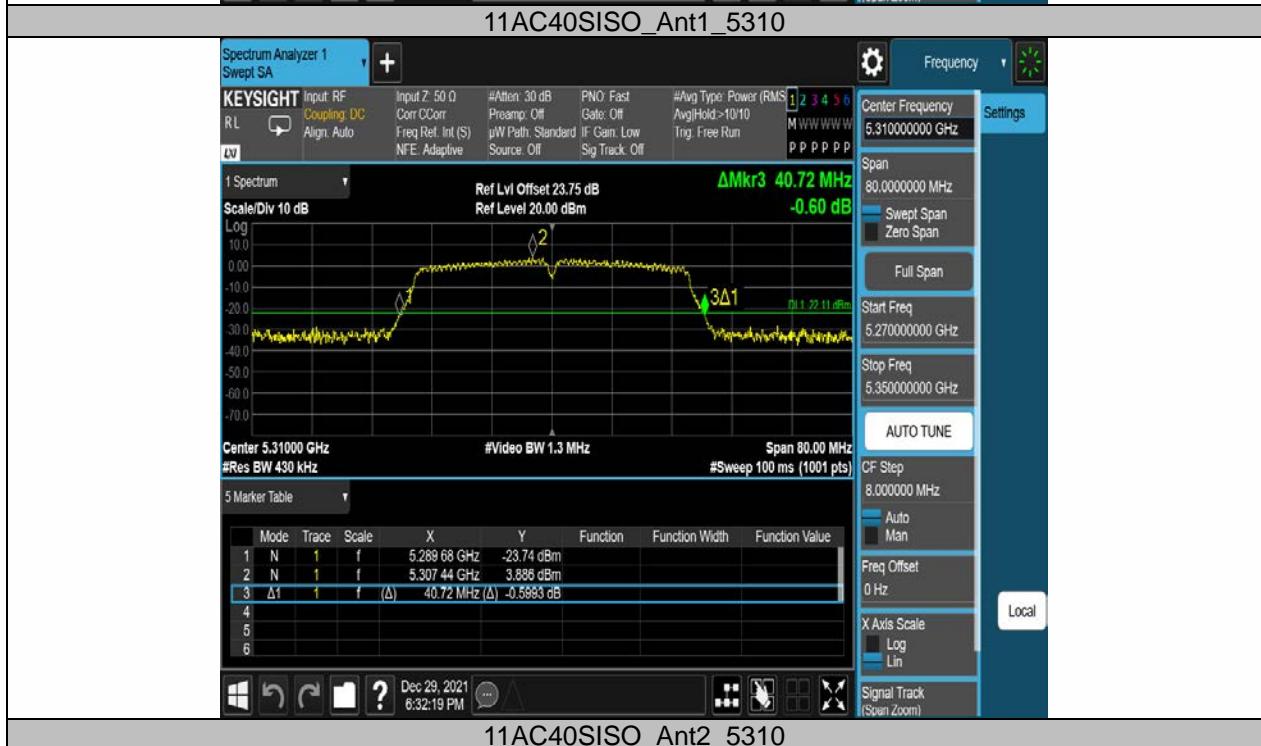 (Span Zoom)
11AC40SISO_Ant1_5310
Spectrum Analyzer 1
Swept SA
Frequency
KEYSIGHT
RL
LXI
Input: RF
Coupling: DC
Align: Auto
Input Z: 50 Ω
Corr CCorr
Freq Ref: Int (S)
NFE: Adaptive
#Atten: 30 dB
Preamp: Off
µW Path: Standard
Source: Off
PNO: Fast
Gate: Off
IF Gain: Low
Sig Track: Off
#Avg Type: Power (RMS
Avg|Hold:>10/10
Trig: Free Run
1 2 3 4 5 6
M W W W W W
P P P P P P
Center Frequency
5.310000000 GHz
Settings
1 Spectrum
Scale/Div 10 dB
Ref Lvl Offset 23.75 dB
Ref Level 20.00 dBm
ΔMkr3 40.72 MHz
-0.60 dB
Log
10.0
0.00
-10.0
-20.0
-30.0
-40.0
-50.0
-60.0
-70.0
1
2
3Δ1
DL1 -22.11 dBm
Center 5.31000 GHz
#Res BW 430 kHz
#Video BW 1.3 MHz
Span 80.00 MHz
#Sweep 100 ms (1001 pts)
Span
80.0000000 MHz
Swept Span
Zero Span
Full Span
Start Freq
5.270000000 GHz
Stop Freq
5.350000000 GHz
AUTO TUNE
CF Step
8.000000 MHz
Auto
Man
Freq Offset
0 Hz
X Axis Scale
Log
Lin
Signal Track
(Span Zoom)
Local
5 Marker Table
Mode Trace Scale X Y Function Function Width Function Value
1 N 1 f 5.289 68 GHz -23.74 dBm
2 N 1 f 5.307 44 GHz 3.886 dBm
3 Δ1 1 f (Δ) 40.72 MHz (Δ) -0.5993 dB
4
5
6
?
Dec 29, 2021
6:32:19 PM
11AC40SISO_Ant2_5310